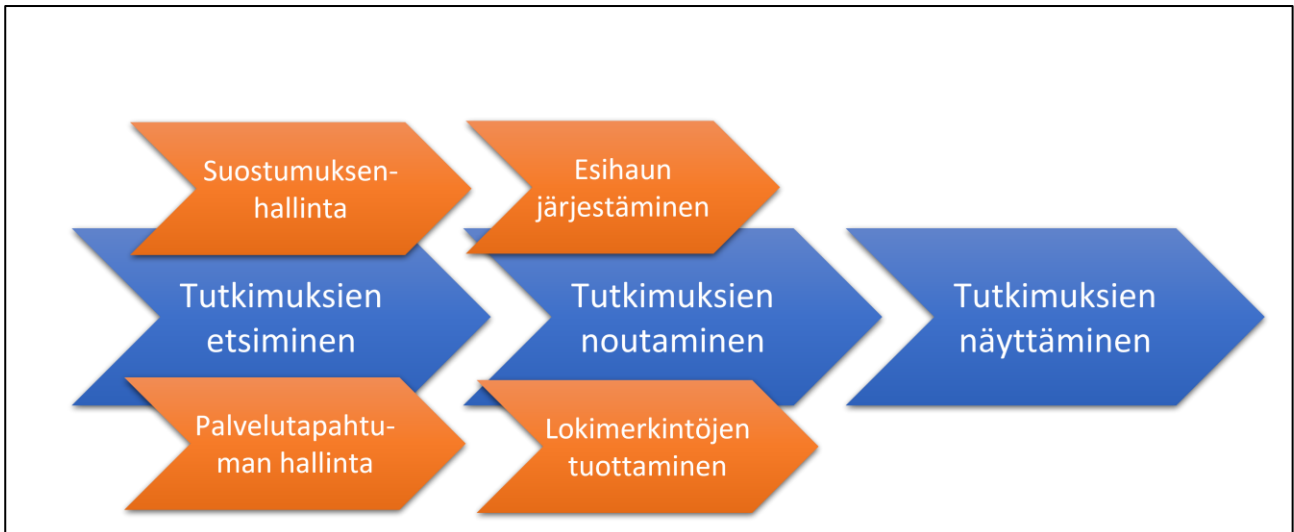 Suostumuksen-
hallinta
Esihaun
järjestäminen
Tutkimuksien
etsiminen
Tutkimuksien
noutaminen
Tutkimuksien
näyttäminen
Palvelutapahtu-
man hallinta
Lokimerkintöjen
tuottaminen